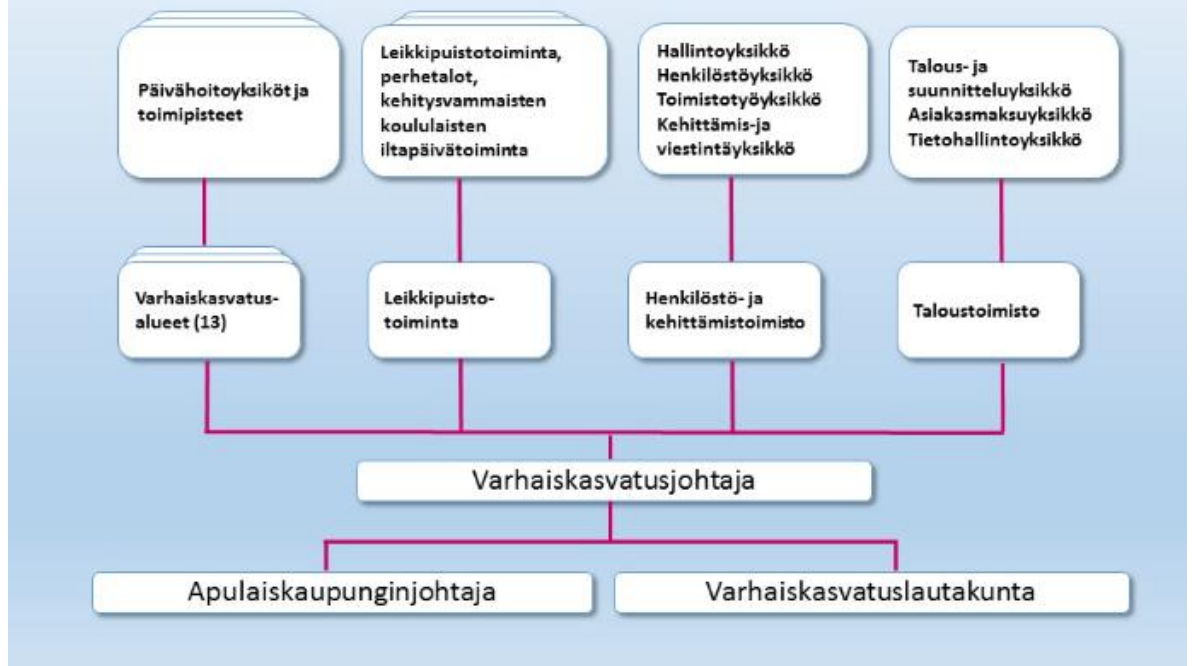 Päivähoitoyksiköt ja
toimipisteet
Leikkipuistotoiminta,
perhetalot,
kehitysvammaisten
koululaisten
iltapäivätoiminta
Hallintoyksikkö
Henkilöstöyksikkö
Toimistotyöyksikkö
Kehittämis-ja
viestintäyksikkö
Talous- ja
suunnitteluyksikkö
Asiakasmaksuyksikkö
Tietohallintoyksikkö
Varhaiskasvatus-
alueet (13)
Leikkipuisto-
toiminta
Henkilöstö- ja
kehittämistoimisto
Taloustoimisto
Varhaiskasvatusjohtaja
Apulaiskaupunginjohtaja
Varhaiskasvatuslautakunta